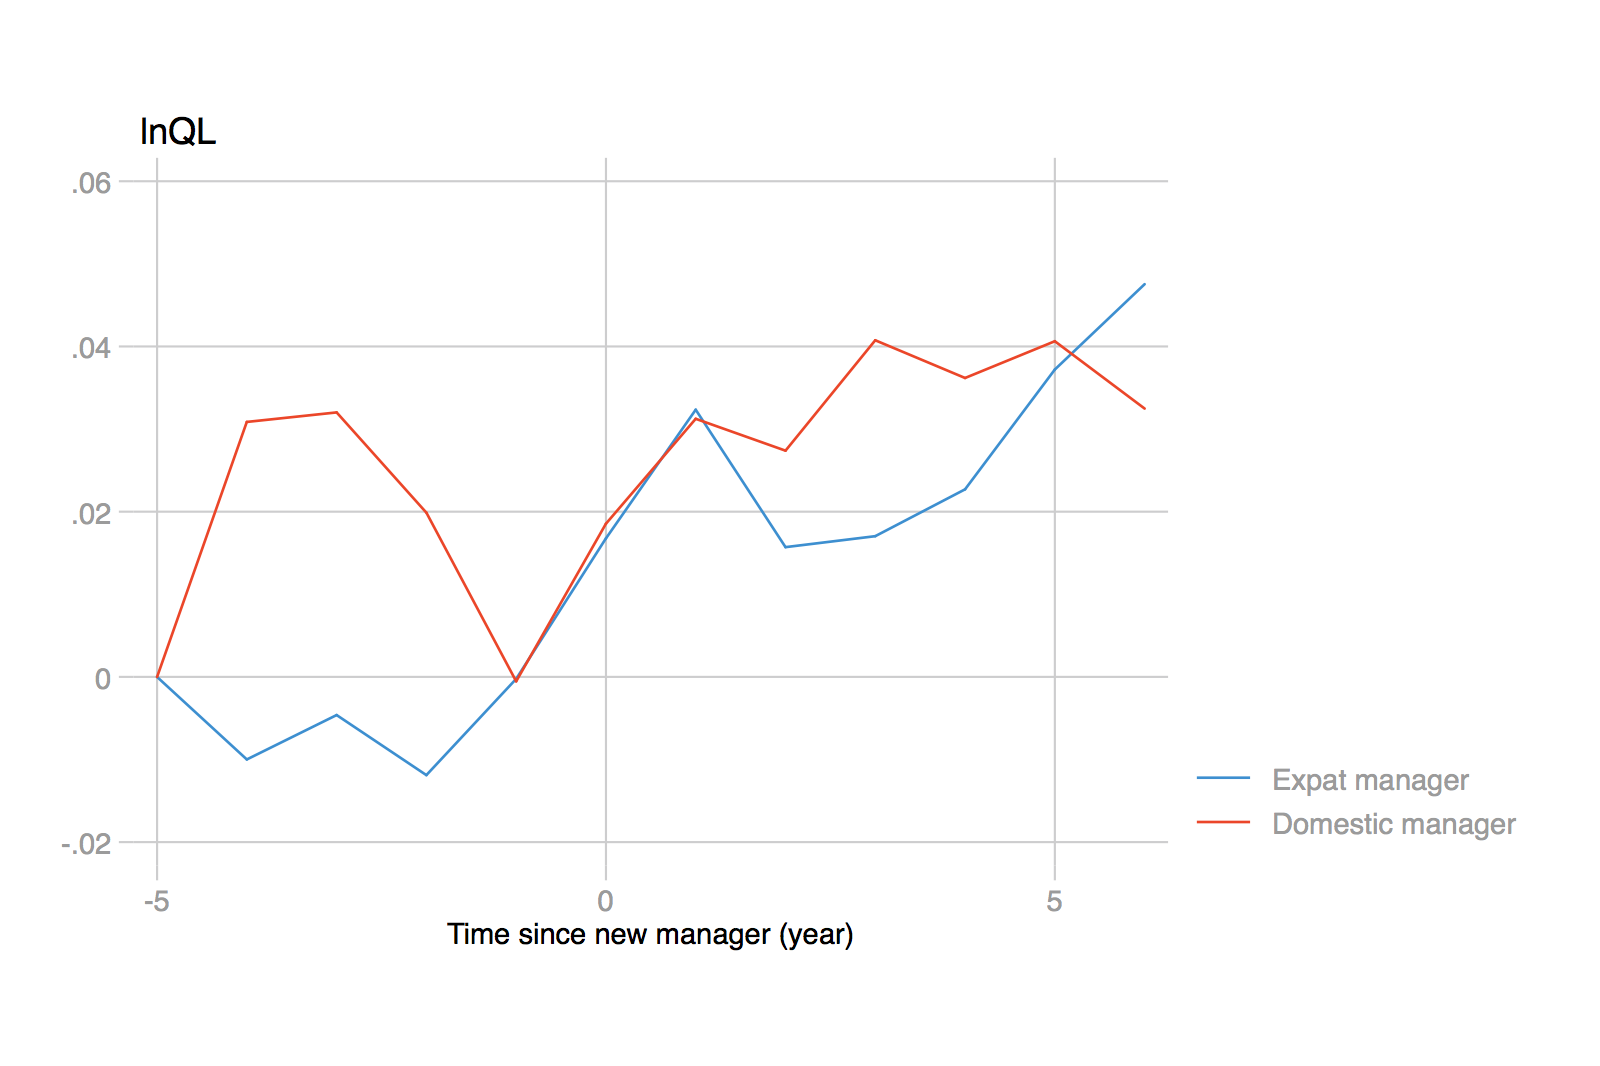 lnQL
.06
.04
.02
0
-.02
-5 0 5
Time since new manager (year)
Expat manager
Domestic manager